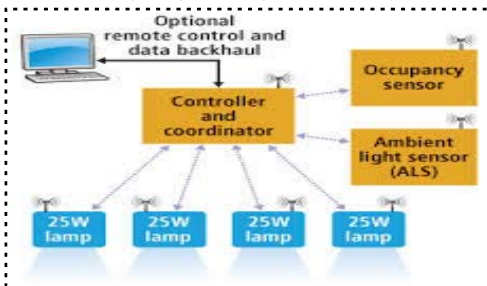 Optional
remote control and
data backhaul
Occupancy
sensor
Controller
and
coordinator
Ambient
light sensor
(ALS)
25W
lamp
25W
lamp
25W
lamp
25W
lamp